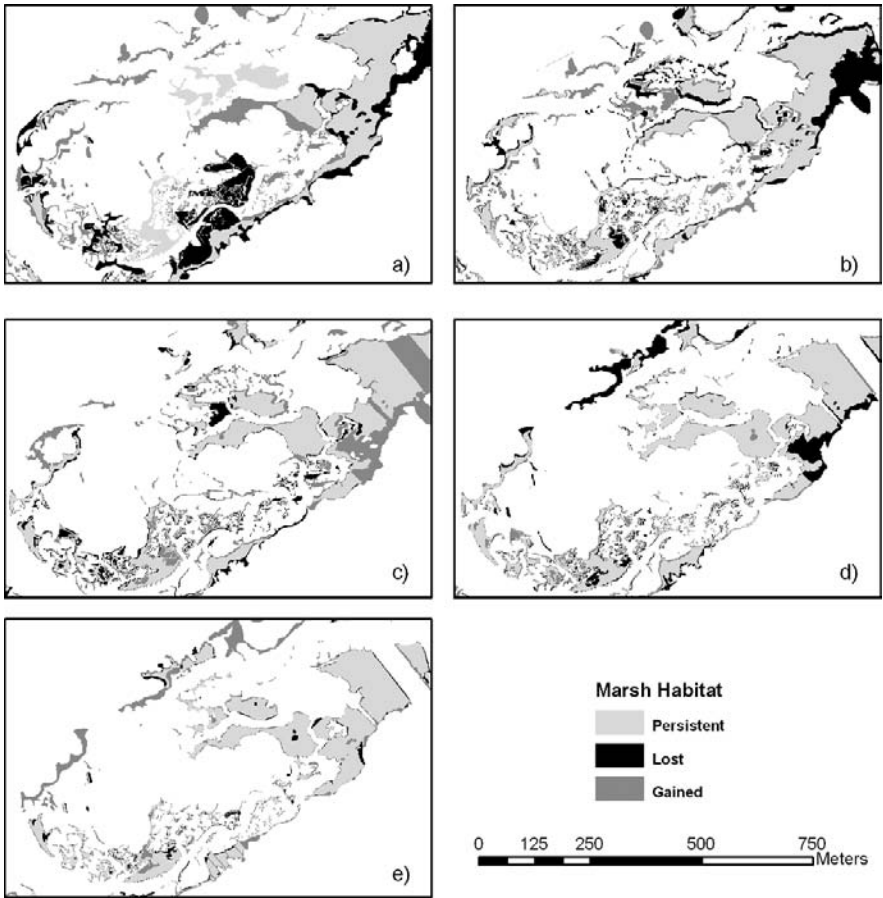 a)
b)
c)
d)
e)
Marsh Habitat
Persistent
Lost
Gained
0 125 250 500 750
Meters